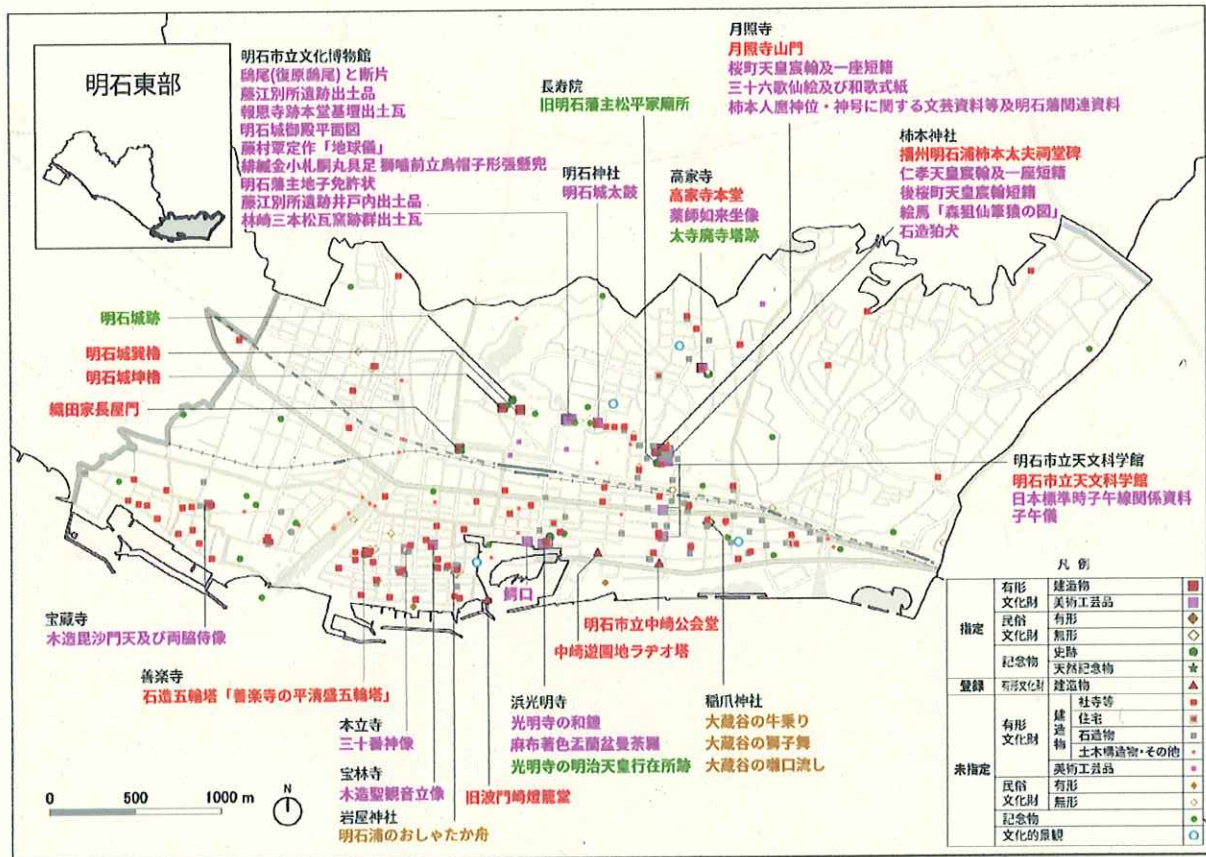 明石東部
明石市立文化博物館
鴟尾(復原鴟尾)と断片
藤江別所遺跡出土品
報恩寺跡本堂基壇出土瓦
明石城御殿平面図
藤村覃定作「地球儀」
緋縅金小札胴丸具足 獅噛前立烏帽子形張懸兜
明石藩主地子免許状
藤江別所遺跡井戸内出土品
林崎三本松瓦窯跡群出土瓦
長寿院
旧明石藩主松平家廟所
明石神社
明石城太鼓
高家寺
高家寺本堂
薬師如来坐像
太寺廃寺塔跡
月照寺
月照寺山門
桜町天皇宸翰及一座短籍
三十六歌仙絵及び和歌式紙
柿本人麿神位・神号に関する文芸資料等及明石藩関連資料
柿本神社
播州明石浦柿本太夫祠堂碑
仁孝天皇宸翰及一座短籍
後桜町天皇宸翰短籍
絵馬「森狙仙筆猿の図」
石造狛犬
明石城跡
明石城巽櫓
明石城坤櫓
織田家長屋門
明石市立天文科学館
明石市立天文科学館
日本標準時子午線関係資料
子午儀
宝蔵寺
木造毘沙門天及び両脇侍像
善楽寺
石造五輪塔「善楽寺の平清盛五輪塔」
本立寺
三十番神像
宝林寺
木造聖観音立像
岩屋神社
明石浦のおしゃたか舟
旧波門崎燈籠堂
鰐口
浜光明寺
光明寺の和鐘
麻布著色盂蘭盆曼荼羅
光明寺の明治天皇行在所跡
明石市立中崎公会堂
中崎遊園地ラヂオ塔
稲爪神社
大蔵谷の牛乗り
大蔵谷の獅子舞
大蔵谷の囃口流し
0 500 1000 m
N
凡例
指定
有形文化財
建造物
美術工芸品
民俗文化財
有形
無形
記念物
史跡
天然記念物
登録
有形文化財
建造物
未指定
有形文化財
建造物
社寺等
住宅
石造物
土木構造物・その他
美術工芸品
民俗文化財
有形
無形
記念物
文化的景観